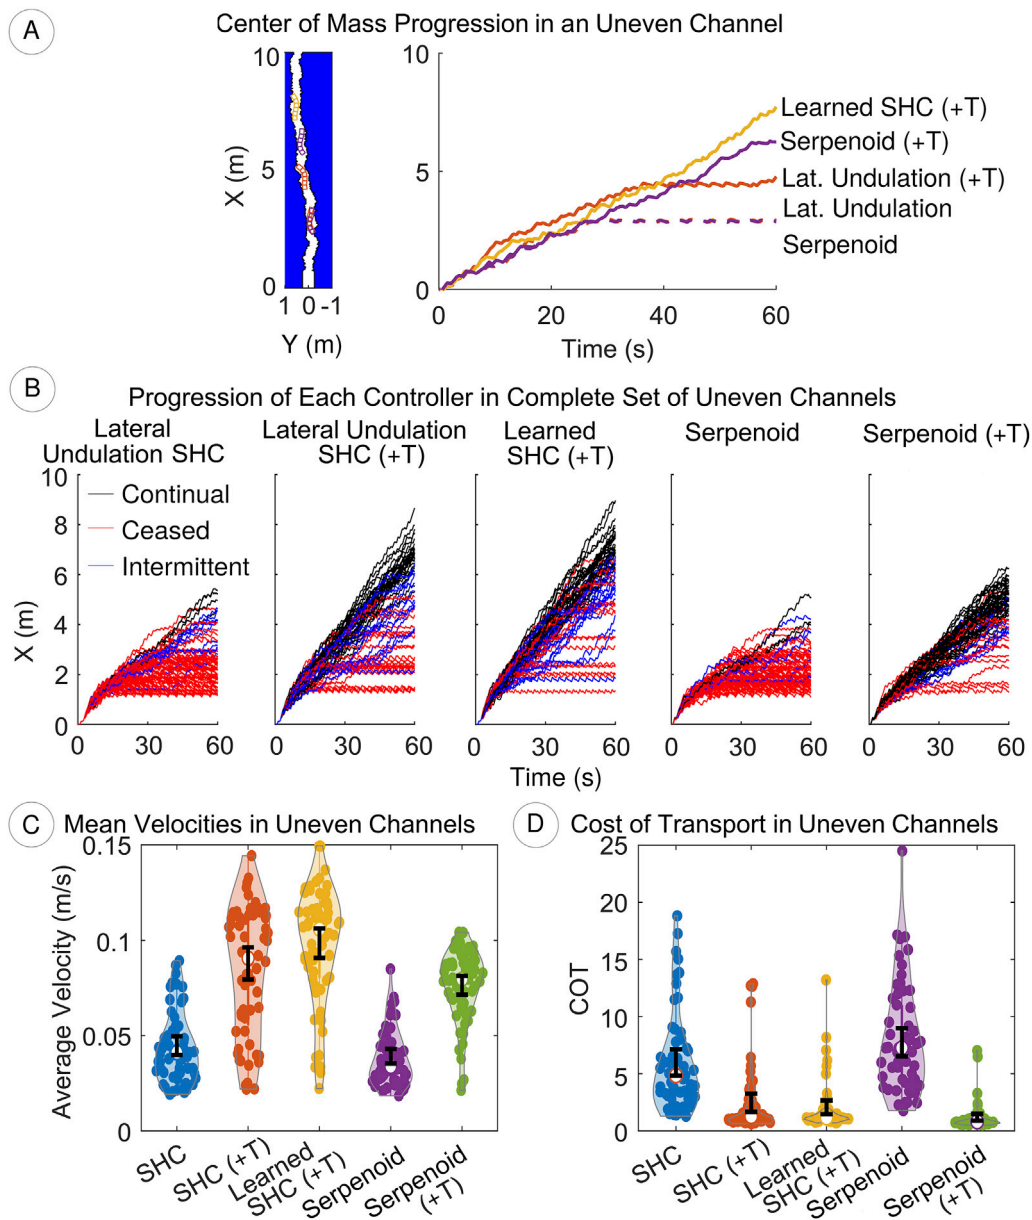 A
Center of Mass Progression in an Uneven Channel
10
5
0
X (m)
1 0 -1
Y (m)
10
5
0
0 20 40 60
Time (s)
Learned SHC (+T)
Serpenoid (+T)
Lat. Undulation (+T)
Lat. Undulation
Serpenoid
B
Progression of Each Controller in Complete Set of Uneven Channels
Lateral
Undulation SHC
Lateral Undulation
SHC (+T)
Learned
SHC (+T)
Serpenoid
Serpenoid (+T)
Continual
Ceased
Intermittent
10
8
6
4
2
0
X (m)
0 30 60
0 30 60
0 30 60
0 30 60
0 30 60
Time (s)
C
Mean Velocities in Uneven Channels
0.15
0.1
0.05
0
Average Velocity (m/s)
SHC
SHC (+T)
Learned
SHC (+T)
Serpenoid
Serpenoid
(+T)
D
Cost of Transport in Uneven Channels
25
20
15
10
5
0
COT
SHC
SHC (+T)
Learned
SHC (+T)
Serpenoid
Serpenoid
(+T)